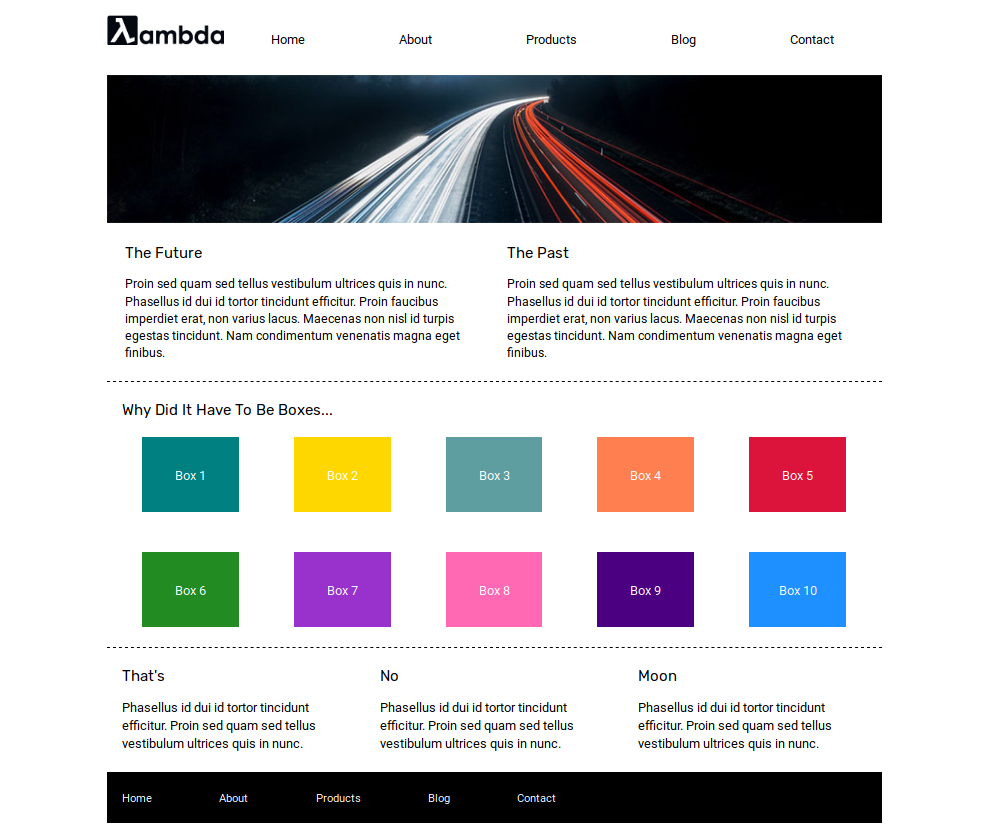 λambda
Home About Products Blog Contact
The Future
Proin sed quam sed tellus vestibulum ultrices quis in nunc.
Phasellus id dui id tortor tincidunt efficitur. Proin faucibus
imperdiet erat, non varius lacus. Maecenas non nisl id turpis
egestas tincidunt. Nam condimentum venenatis magna eget
finibus.
The Past
Proin sed quam sed tellus vestibulum ultrices quis in nunc.
Phasellus id dui id tortor tincidunt efficitur. Proin faucibus
imperdiet erat, non varius lacus. Maecenas non nisl id turpis
egestas tincidunt. Nam condimentum venenatis magna eget
finibus.
Why Did It Have To Be Boxes...
Box 1 Box 2 Box 3 Box 4 Box 5
Box 6 Box 7 Box 8 Box 9 Box 10
That's
Phasellus id dui id tortor tincidunt
efficitur. Proin sed quam sed tellus
vestibulum ultrices quis in nunc.
No
Phasellus id dui id tortor tincidunt
efficitur. Proin sed quam sed tellus
vestibulum ultrices quis in nunc.
Moon
Phasellus id dui id tortor tincidunt
efficitur. Proin sed quam sed tellus
vestibulum ultrices quis in nunc.
Home About Products Blog Contact